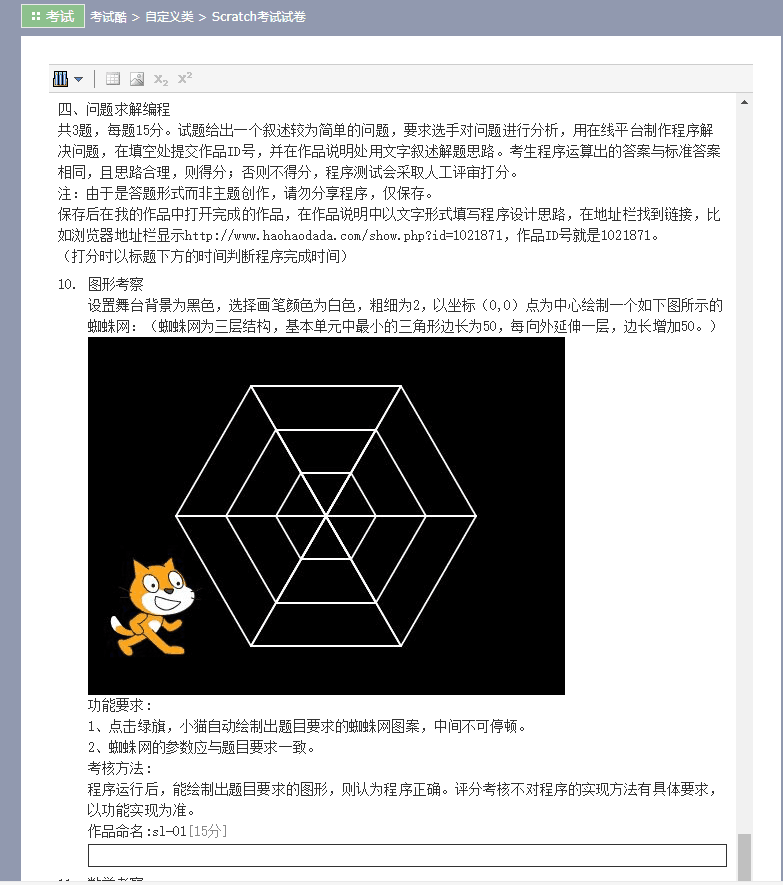 考试 考试酷 > 自定义类 > Scratch考试试卷
X₂ X²
四、问题求解编程
共3题，每题15分。试题给出一个叙述较为简单的问题，要求选手对问题进行分析，用在线平台制作程序解
决问题，在填空处提交作品ID号，并在作品说明处用文字叙述解题思路。考生程序运算出的答案与标准答案
相同，且思路合理，则得分；否则不得分，程序测试会采取人工评审打分。
注：由于是答题形式而非主题创作，请勿分享程序，仅保存。
保存后在我的作品中打开完成的作品，在作品说明中以文字形式填写程序设计思路，在地址栏找到链接，比
如浏览器地址栏显示http://www.haohaodada.com/show.php?id=1021871，作品ID号就是1021871。
（打分时以标题下方的时间判断程序完成时间）
10. 图形考察
设置舞台背景为黑色，选择画笔颜色为白色，粗细为2，以坐标（0,0）点为中心绘制一个如下图所示的
蜘蛛网：（蜘蛛网为三层结构，基本单元中最小的三角形边长为50，每向外延伸一层，边长增加50。）
功能要求：
1、点击绿旗，小猫自动绘制出题目要求的蜘蛛网图案，中间不可停顿。
2、蜘蛛网的参数应与题目要求一致。
考核方法：
程序运行后，能绘制出题目要求的图形，则认为程序正确。评分考核不对程序的实现方法有具体要求，
以功能实现为准。
作品命名:sl-01[15分]